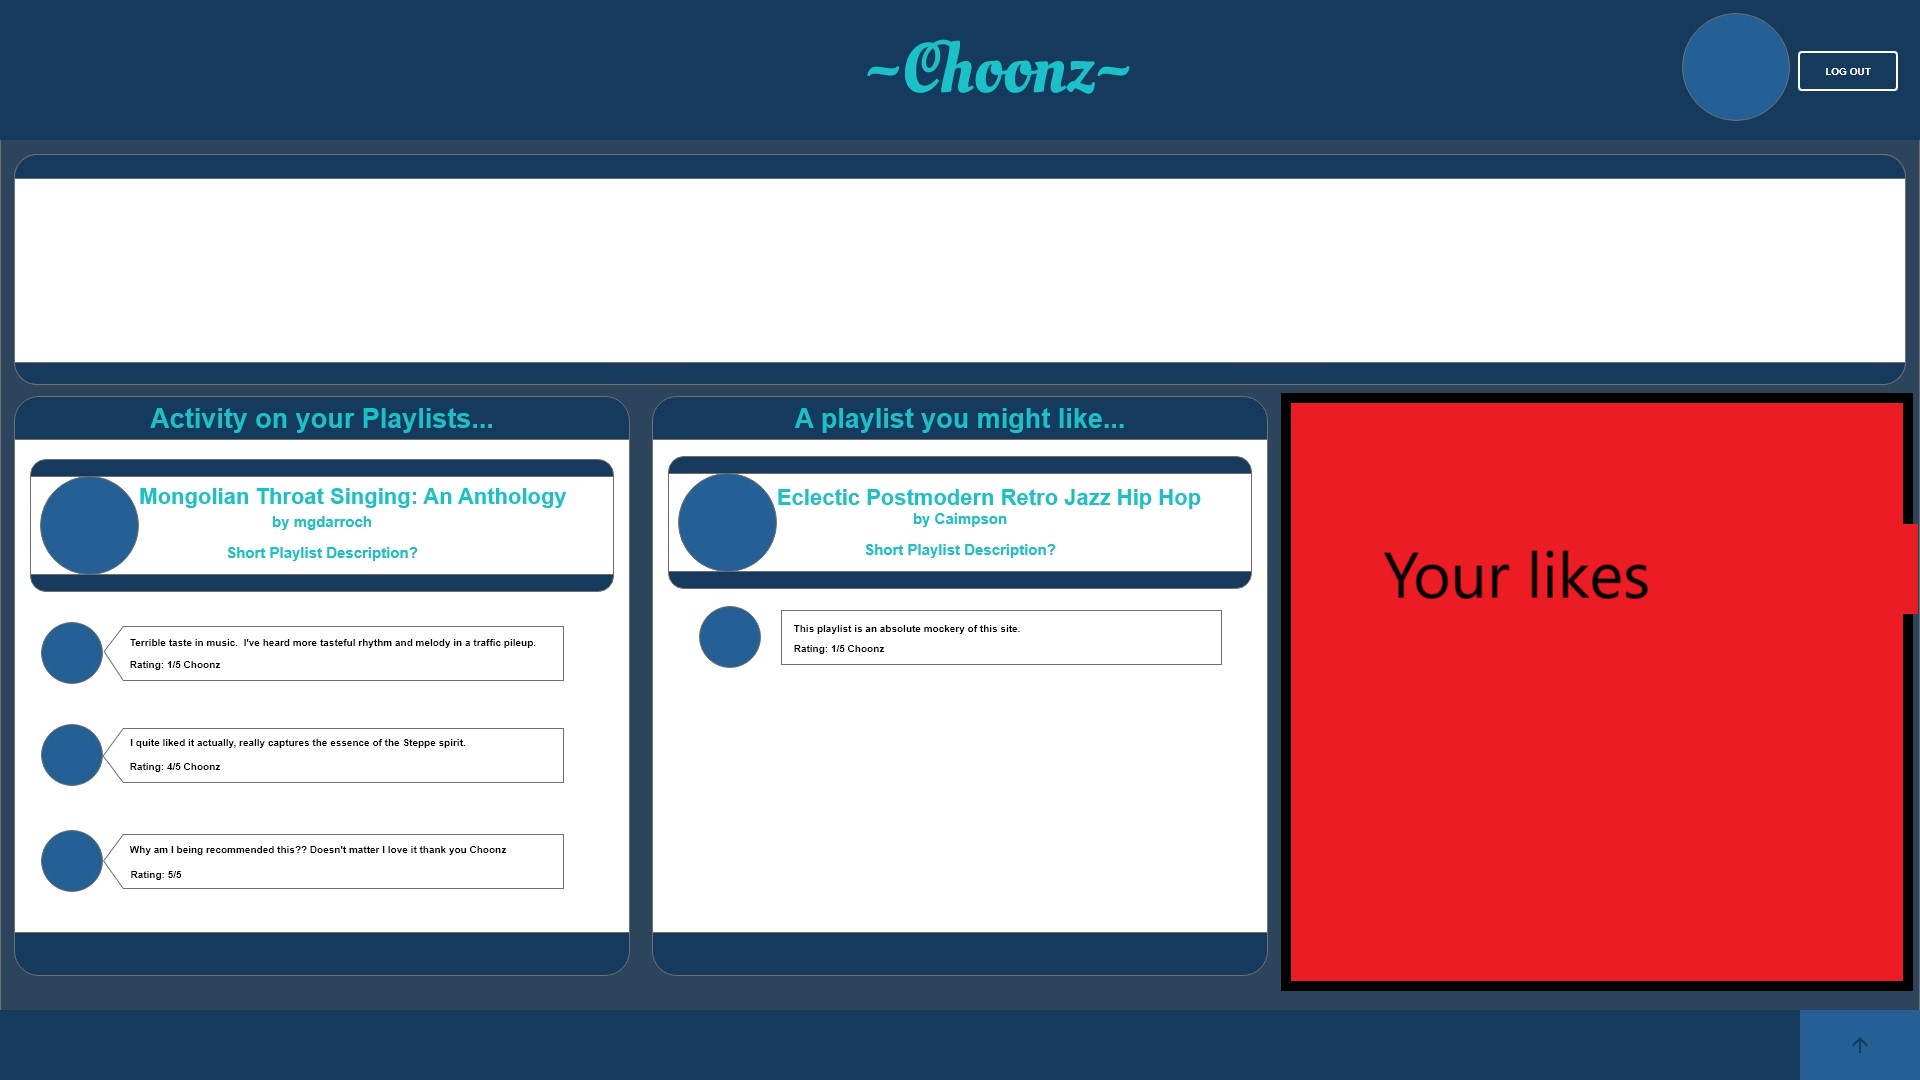 ~Choonz~
LOG OUT
Activity on your Playlists...
Mongolian Throat Singing: An Anthology
by mgdarroch
Short Playlist Description?
Terrible taste in music.  I've heard more tasteful rhythm and melody in a traffic pileup.
Rating: 1/5 Choonz
I quite liked it actually, really captures the essence of the Steppe spirit.
Rating: 4/5 Choonz
Why am I being recommended this?? Doesn't matter I love it thank you Choonz
Rating: 5/5
A playlist you might like...
Eclectic Postmodern Retro Jazz Hip Hop
by Caimpson
Short Playlist Description?
This playlist is an absolute mockery of this site.
Rating: 1/5 Choonz
Your likes